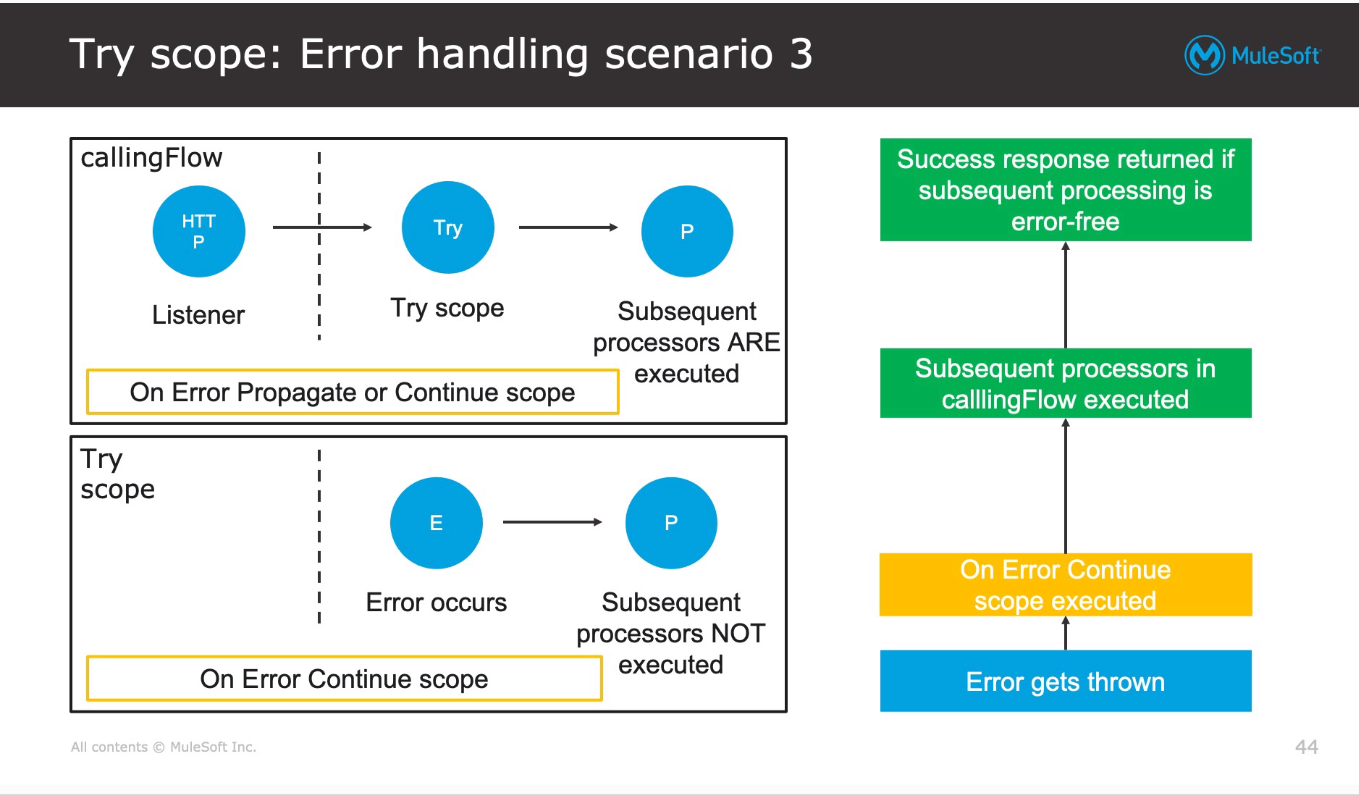 Try scope: Error handling scenario 3
MuleSoft
callingFlow
HTT
P
Try
P
Listener
Try scope
Subsequent
processors ARE
executed
On Error Propagate or Continue scope
Try
scope
E
P
Error occurs
Subsequent
processors NOT
executed
On Error Continue scope
Success response returned if
subsequent processing is
error-free
Subsequent processors in
calllingFlow executed
On Error Continue
scope executed
Error gets thrown
All contents © MuleSoft Inc.
44